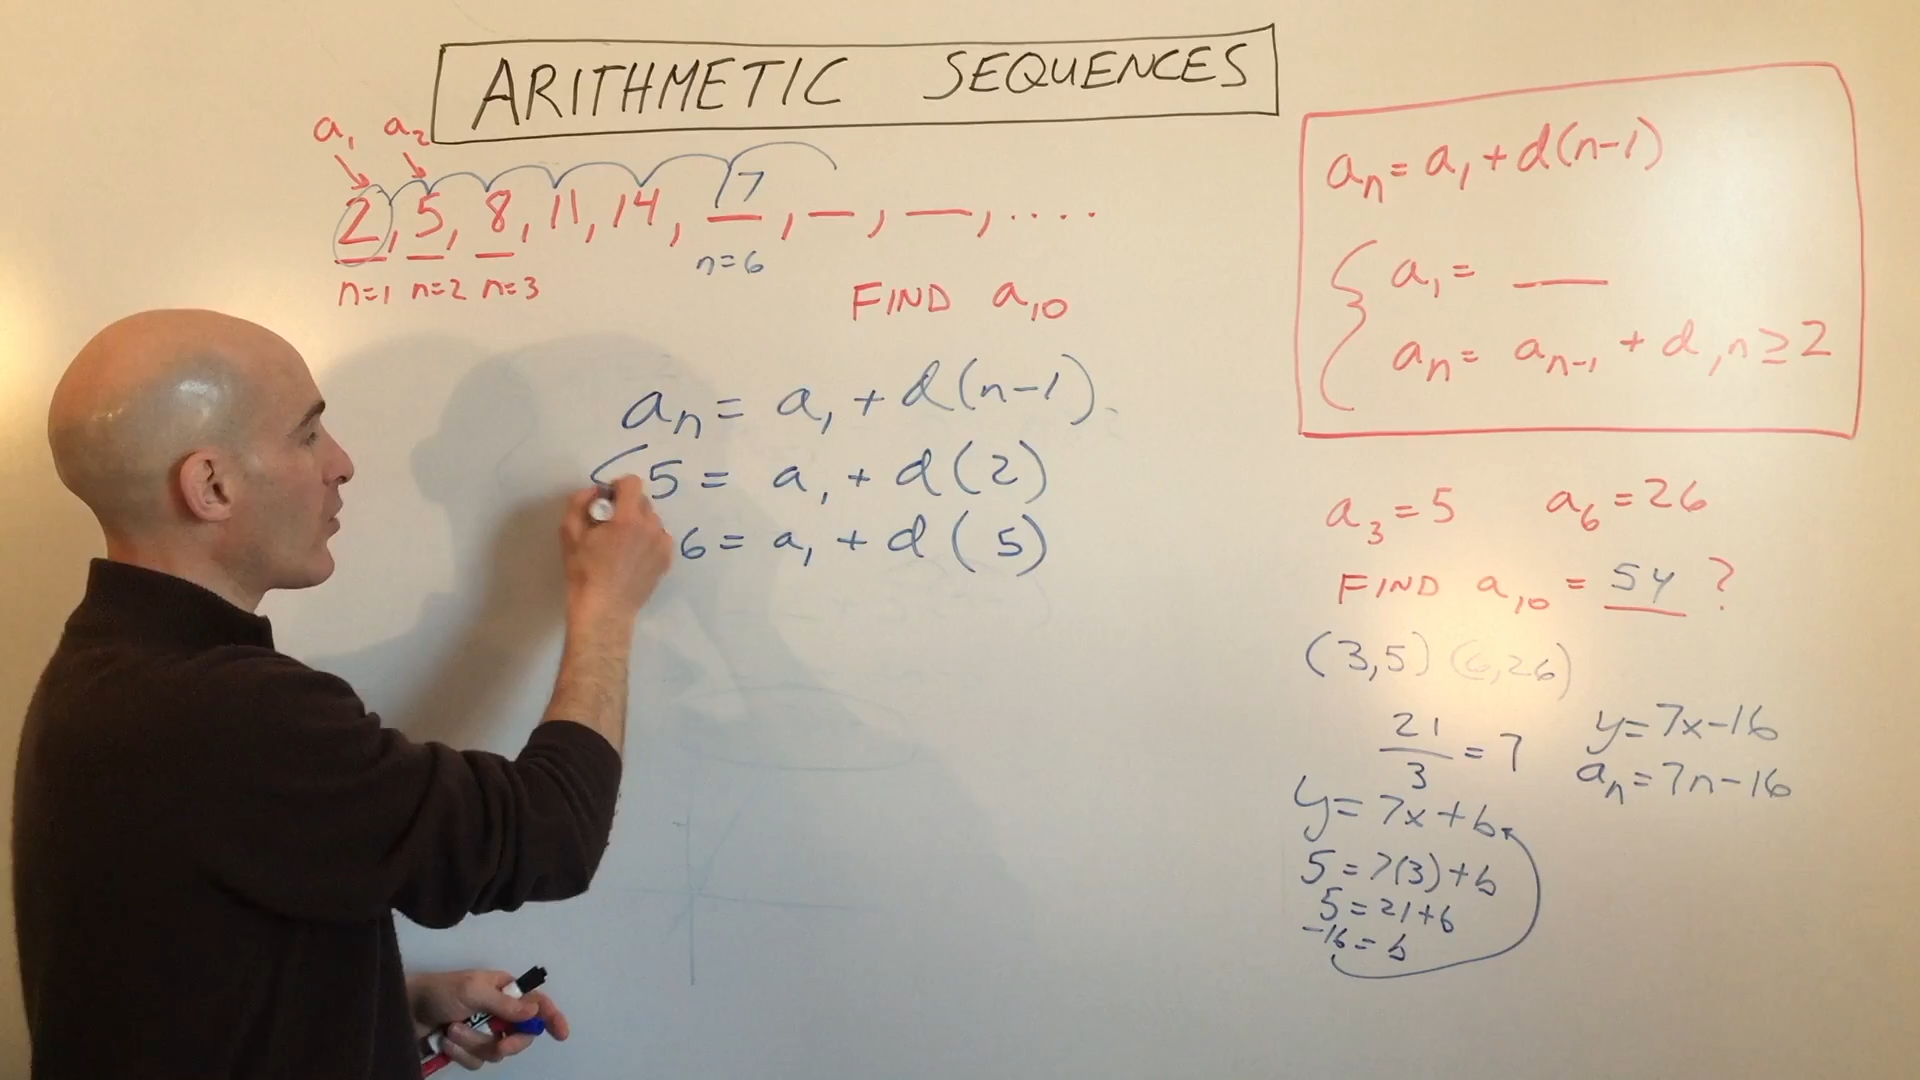 ARITHMETIC SEQUENCES
a₁ a₂
2, 5, 8, 11, 14, 17, __, __, ....
n=1 n=2 n=3 n=6
FIND a₁₀
aₙ = a₁ + d(n-1)
5 = a₁ + d(2)
6 = a₁ + d(5)
aₙ = a₁ + d(n-1)
a₁ = __
aₙ = aₙ₋₁ + d, n ≥ 2
a₃ = 5 a₆ = 26
FIND a₁₀ = 54 ?
(3,5) (6,26)
21/3 = 7
y = 7x-16
aₙ = 7n-16
y = 7x+b
5 = 7(3)+b
5 = 21+b
-16 = b